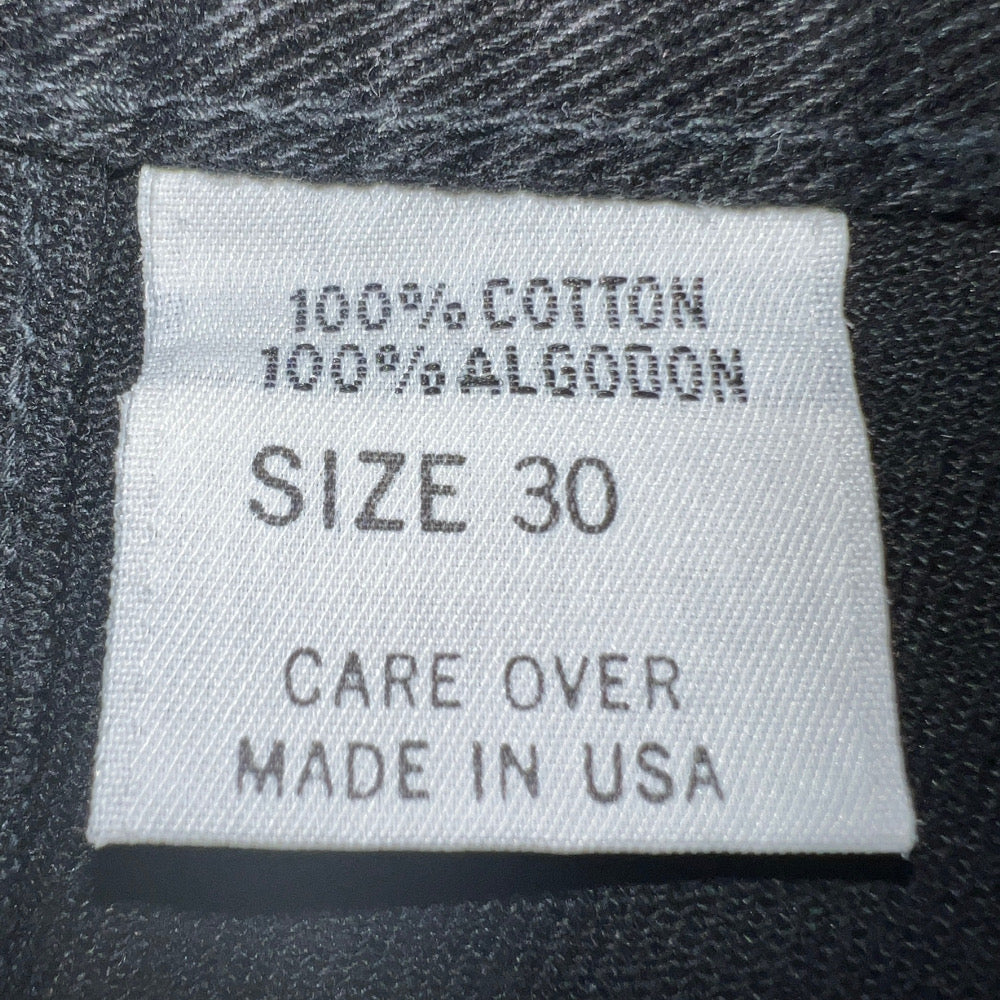 100% COTTON
100% ALGODON
SIZE 30
CARE OVER
MADE IN USA